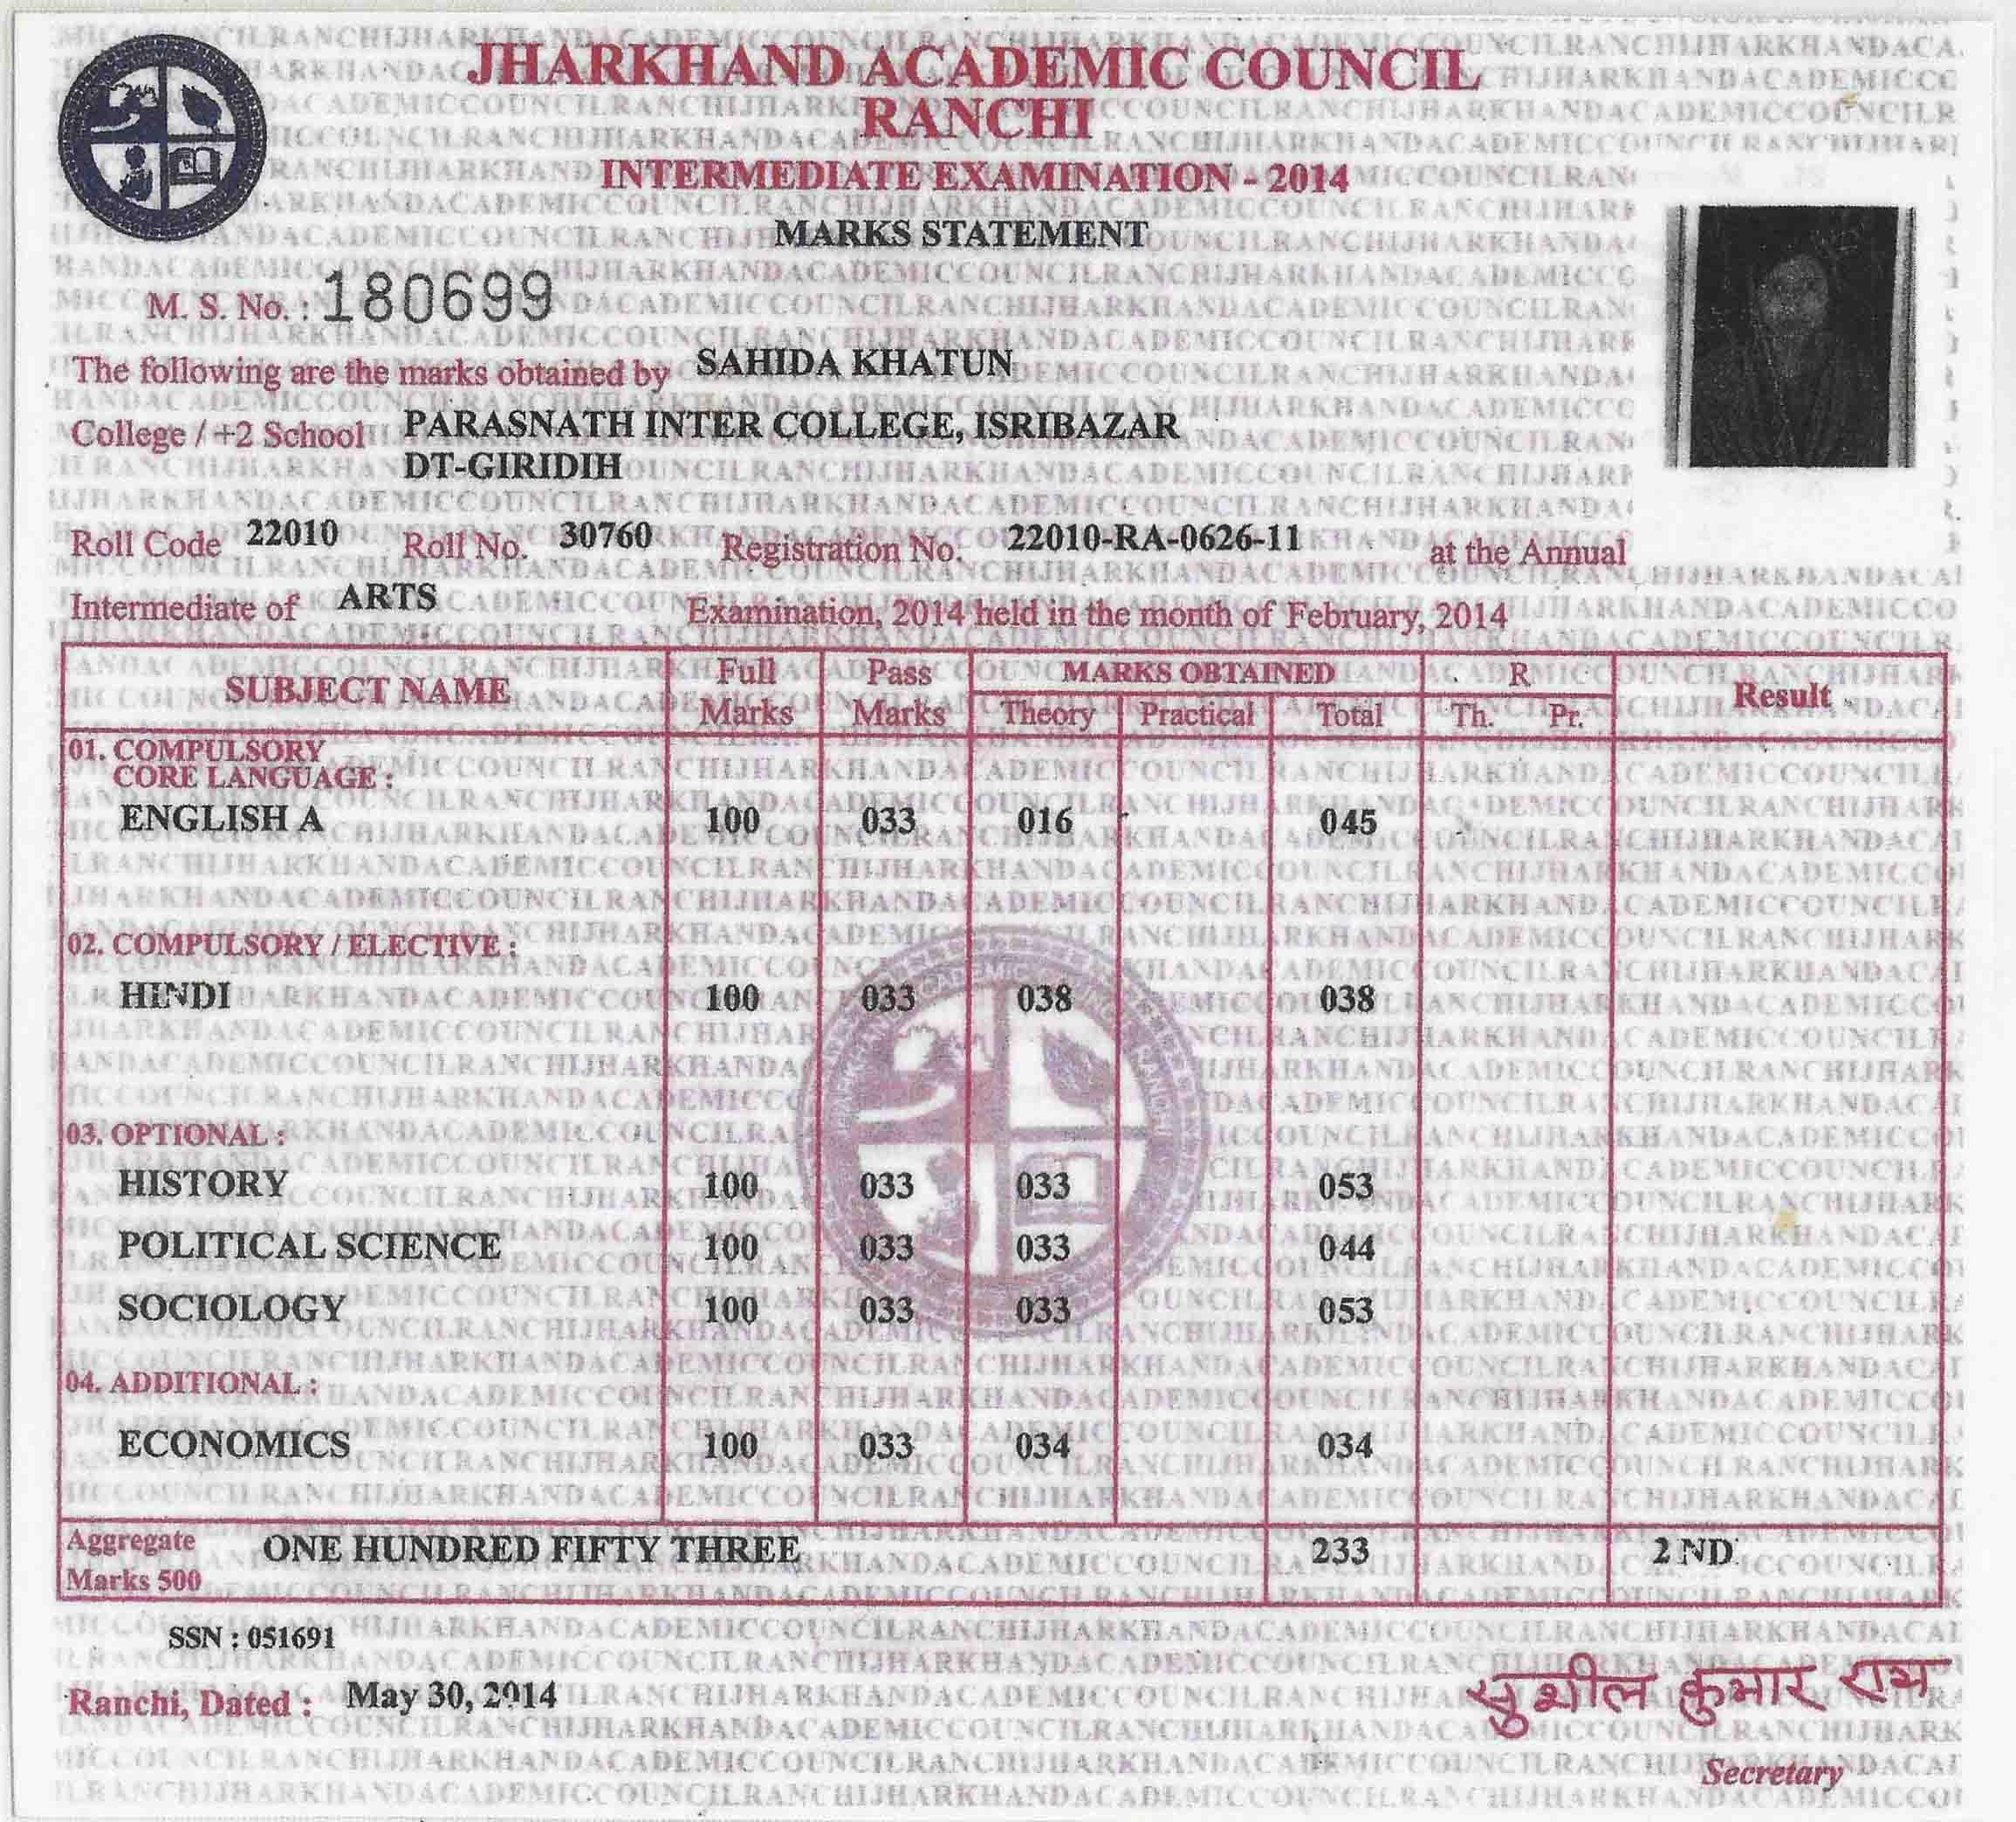 JHARKHAND ACADEMIC COUNCIL
RANCHI
INTERMEDIATE EXAMINATION - 2014
MARKS STATEMENT
M. S. No. : 180699
The following are the marks obtained by SAHIDA KHATUN
College / +2 School PARASNATH INTER COLLEGE, ISRIBAZAR
DT-GIRIDIH
Roll Code 22010 Roll No. 30760 Registration No. 22010-RA-0626-11 at the Annual
Intermediate of ARTS Examination, 2014 held in the month of February, 2014
SUBJECT NAME Full Marks Pass Marks MARKS OBTAINED R Result
Theory Practical Total Th. Pr.
01. COMPULSORY
CORE LANGUAGE :
ENGLISH A 100 033 016 045
02. COMPULSORY / ELECTIVE :
HINDI 100 033 038 038
03. OPTIONAL :
HISTORY 100 033 033 053
POLITICAL SCIENCE 100 033 033 044
SOCIOLOGY 100 033 033 053
04. ADDITIONAL :
ECONOMICS 100 033 034 034
Aggregate Marks 500 ONE HUNDRED FIFTY THREE 233 2 ND
SSN : 051691
Ranchi, Dated : May 30, 2014
सुशील कुमार राय
Secretary